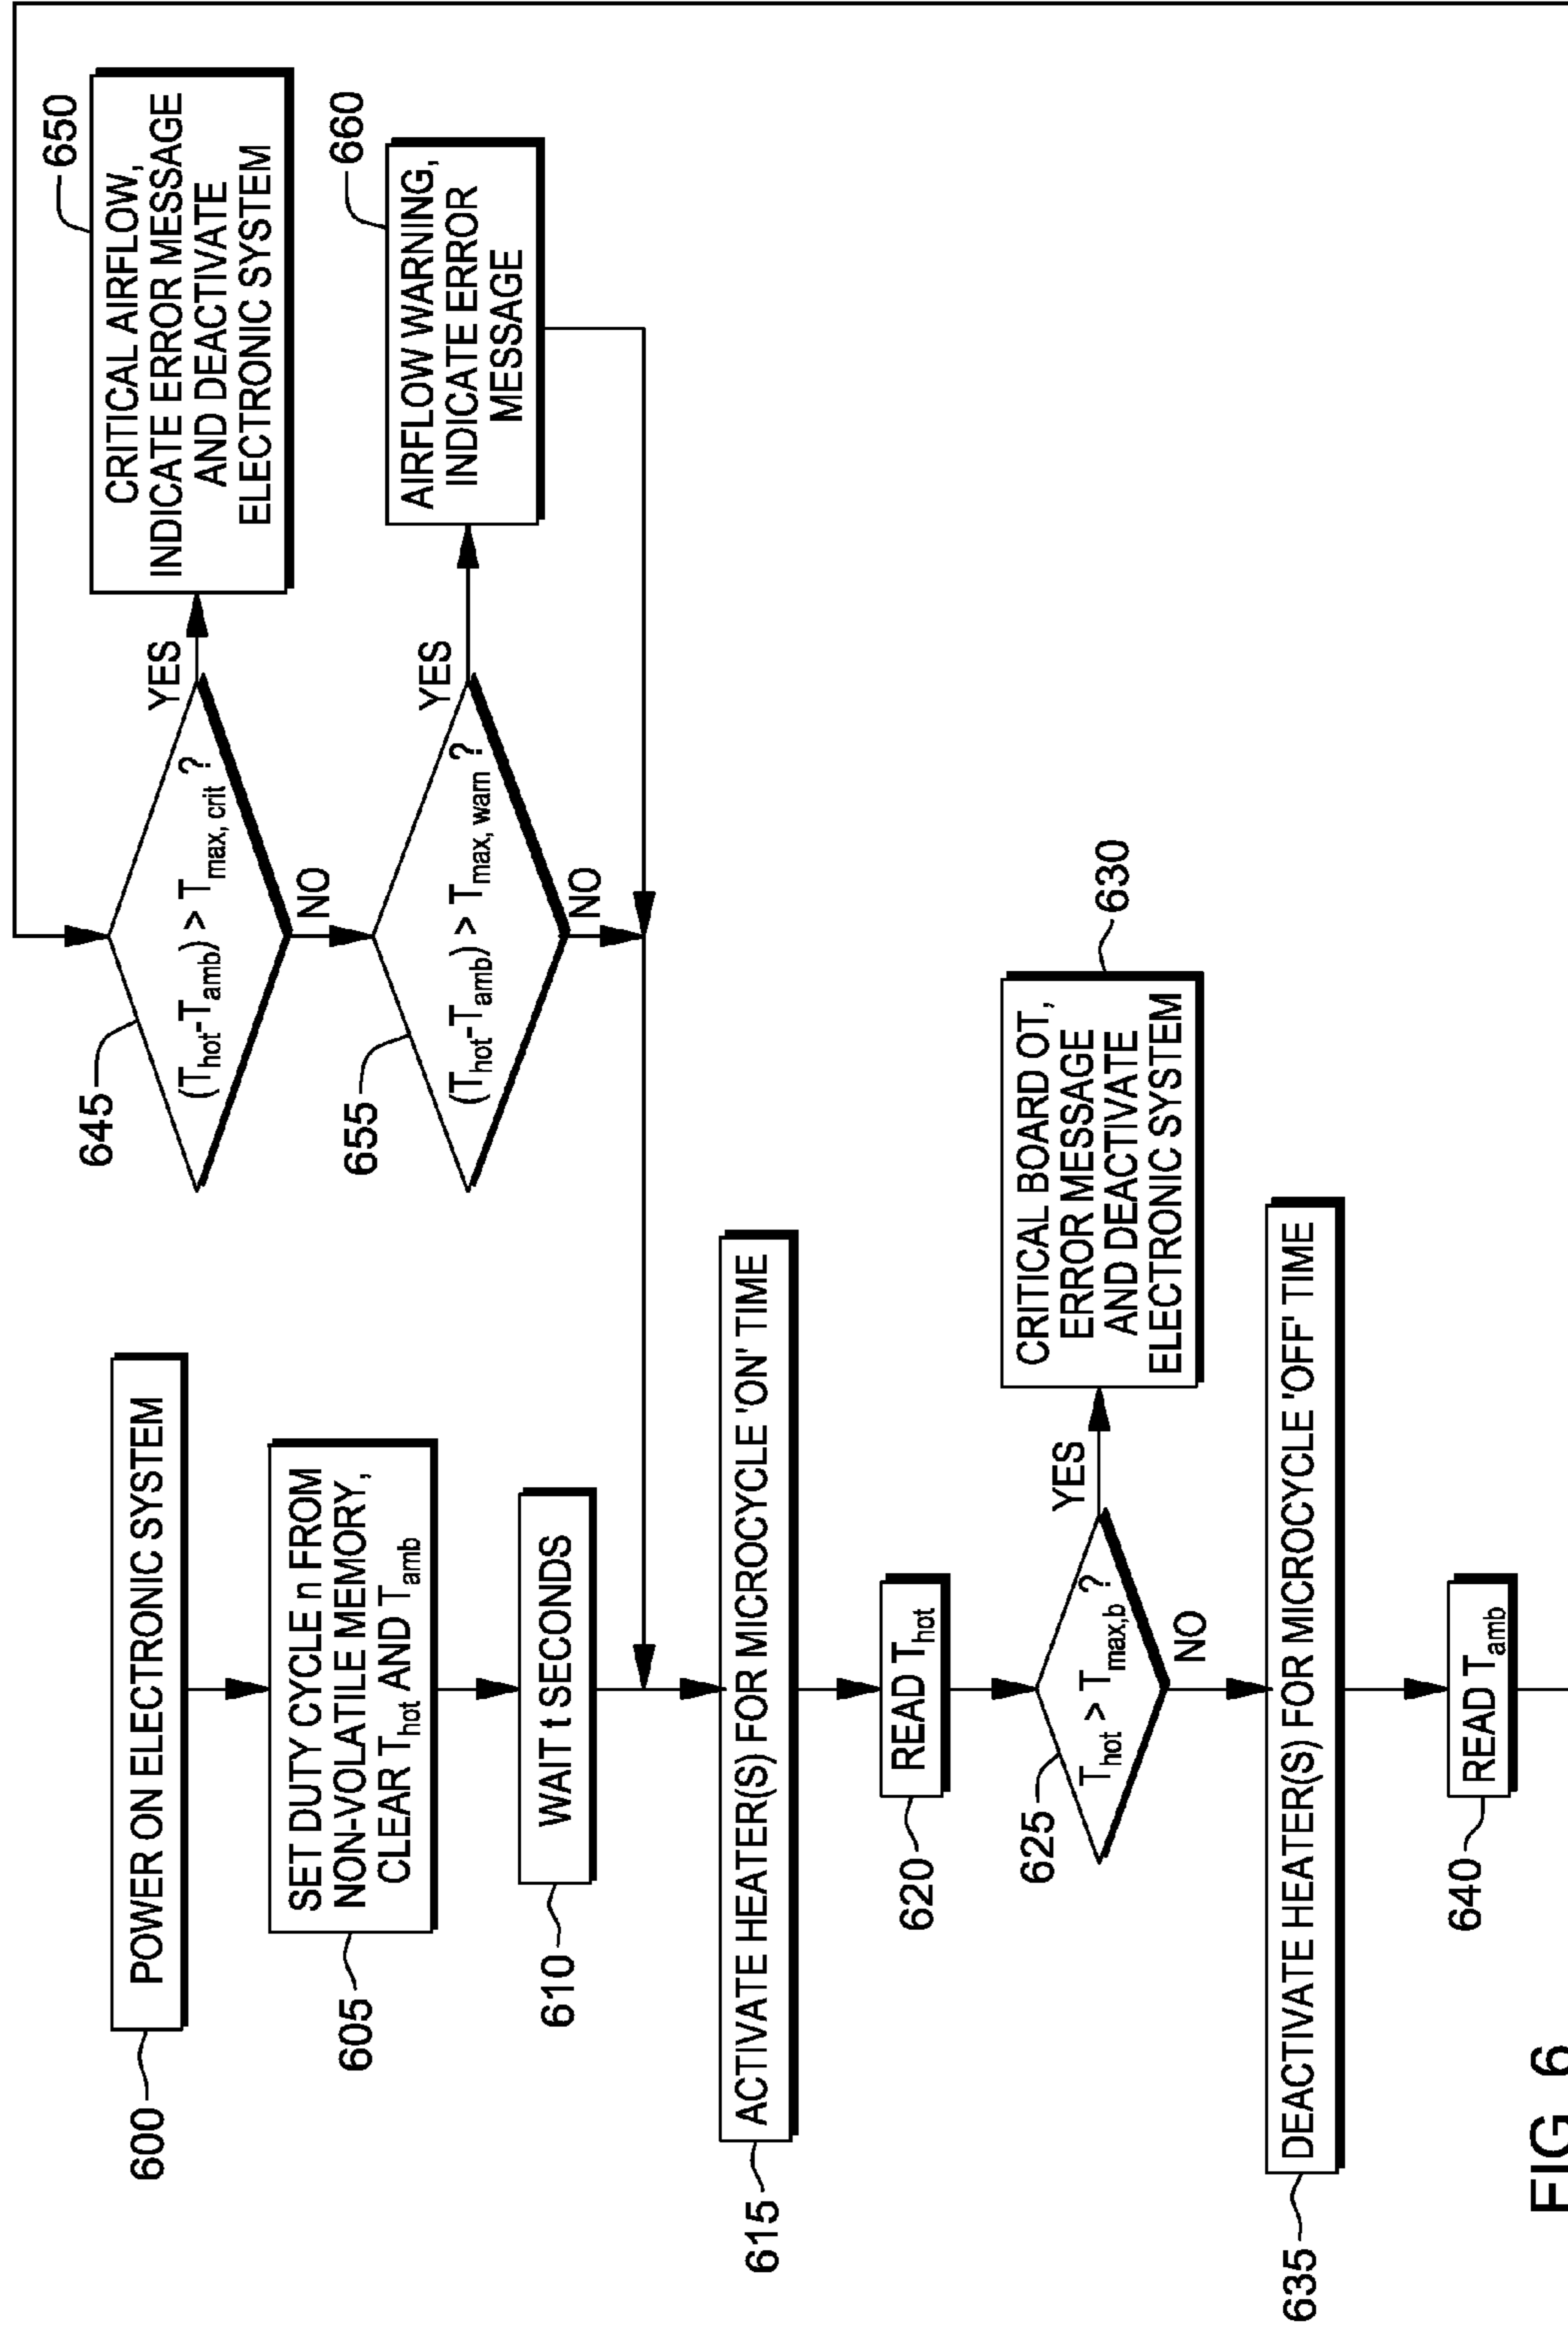 600
POWER ON ELECTRONIC SYSTEM
605
SET DUTY CYCLE n FROM
NON-VOLATILE MEMORY,
CLEAR Thot AND Tamb
610
WAIT t SECONDS
615
ACTIVATE HEATER(S) FOR MICROCYCLE 'ON' TIME
620
READ Thot
625
Thot > Tmax,b ?
YES
NO
630
CRITICAL BOARD OT,
ERROR MESSAGE
AND DEACTIVATE
ELECTRONIC SYSTEM
635
DEACTIVATE HEATER(S) FOR MICROCYCLE 'OFF' TIME
640
READ Tamb
645
(Thot-Tamb) > Tmax, crit ?
YES
NO
650
CRITICAL AIRFLOW,
INDICATE ERROR MESSAGE
AND DEACTIVATE
ELECTRONIC SYSTEM
655
(Thot-Tamb) > Tmax, warn ?
YES
NO
660
AIRFLOW WARNING,
INDICATE ERROR
MESSAGE
FIG 6